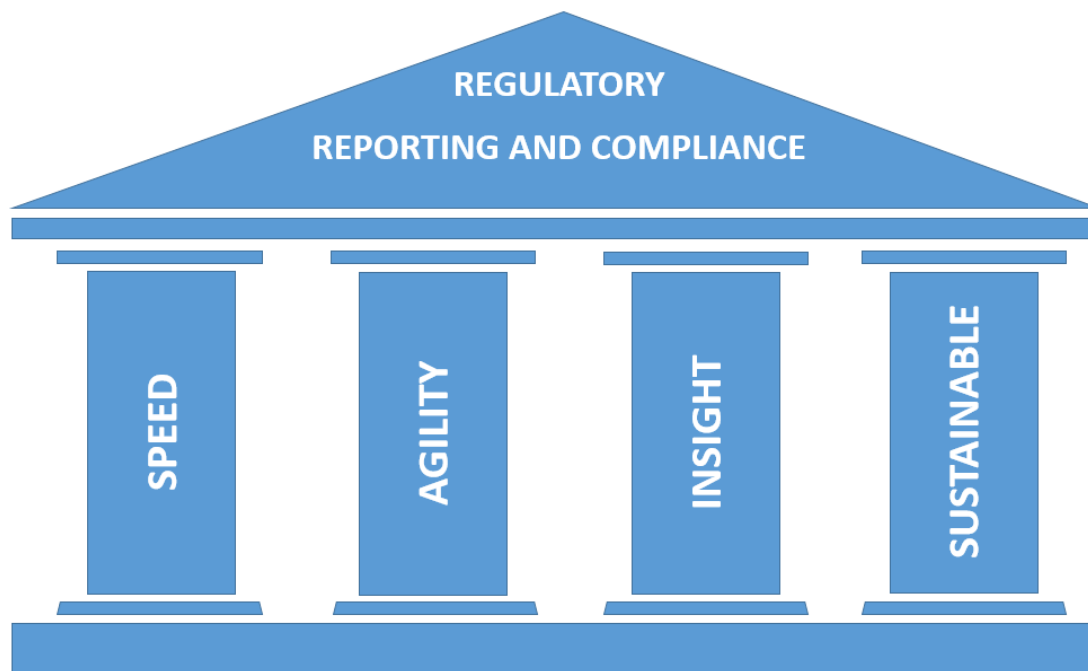 REGULATORY
REPORTING AND COMPLIANCE
SPEED
AGILITY
INSIGHT
SUSTAINABLE